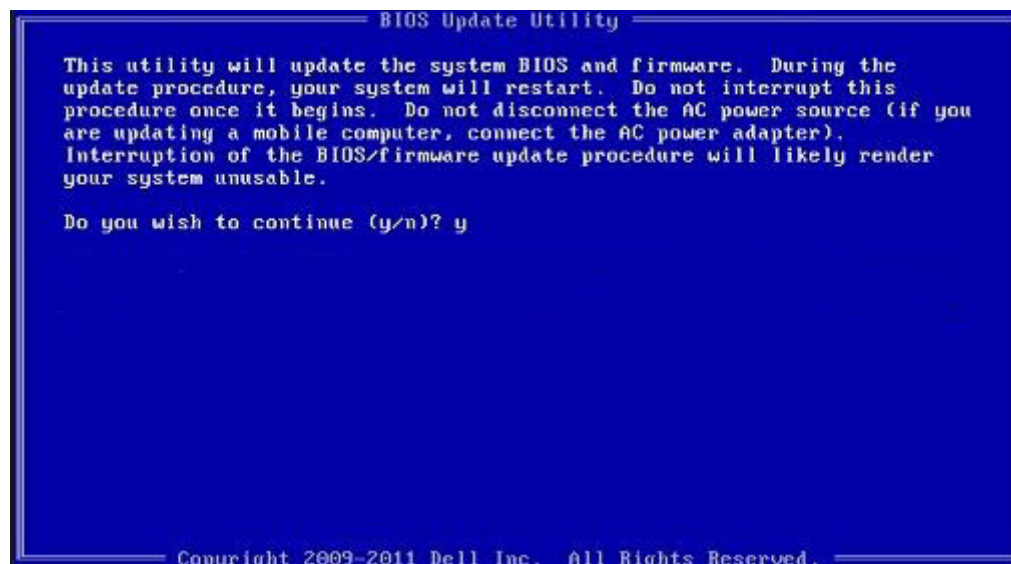 BIOS Update Utility
This utility will update the system BIOS and firmware. During the
update procedure, your system will restart. Do not interrupt this
procedure once it begins. Do not disconnect the AC power source (if you
are updating a mobile computer, connect the AC power adapter).
Interruption of the BIOS/firmware update procedure will likely render
your system unusable.
Do you wish to continue (y/n)? y
Copyright 2009-2011 Dell Inc. All Rights Reserved.